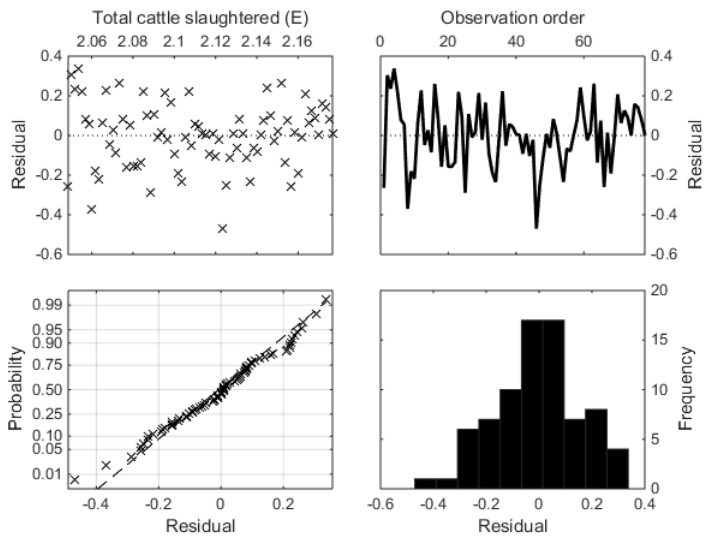 Total cattle slaughtered (E)
2.06 2.08 2.1 2.12 2.14 2.16
Observation order
0 20 40 60
0.4
0.2
0
-0.2
-0.4
-0.6
Residual
0.4
0.2
0
-0.2
-0.4
-0.6
Residual
0.99
0.95
0.90
0.75
0.50
0.25
0.10
0.05
0.01
Probability
-0.4 -0.2 0 0.2
Residual
20
15
10
5
0
Frequency
-0.6 -0.4 -0.2 0 0.2 0.4
Residual